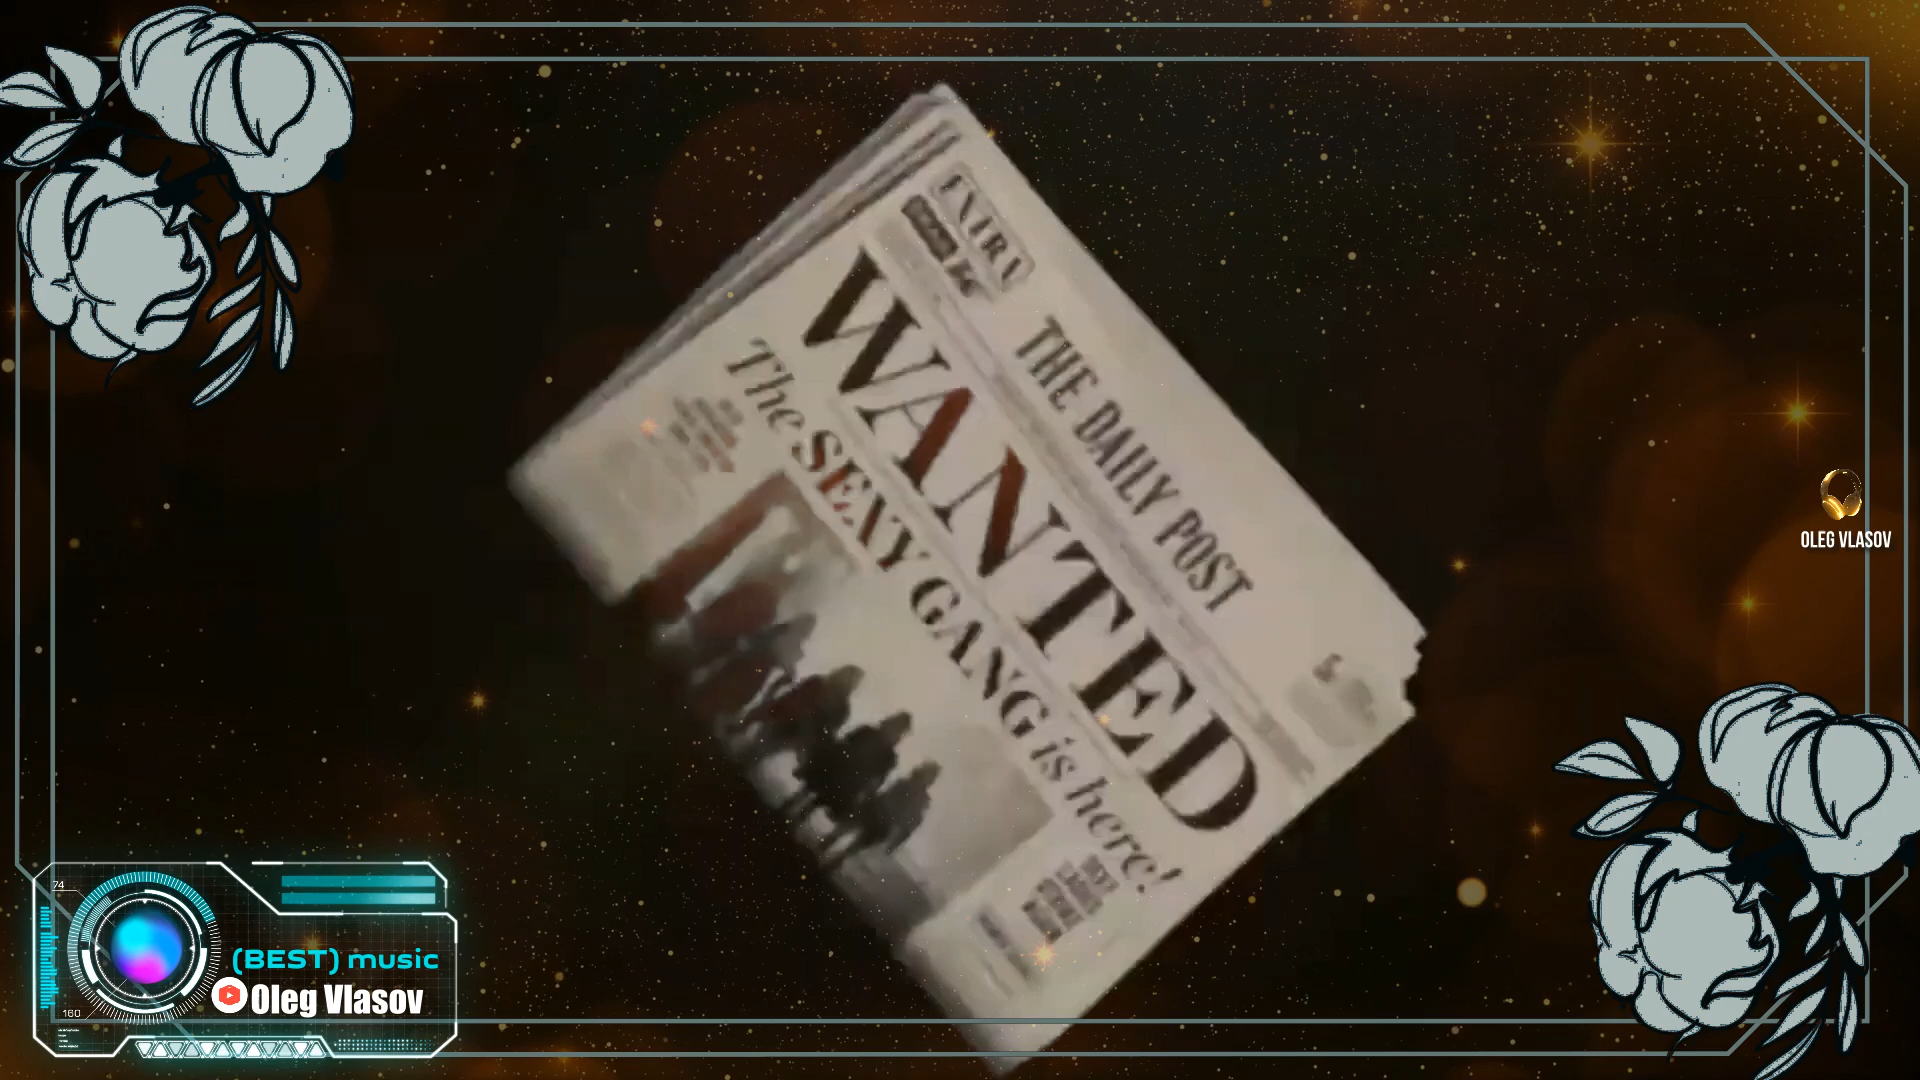 EXTRA
THE DAILY POST
WANTED
The SEXY GANG is here!
OLEG VLASOV
74
160
(BEST) music
Oleg Vlasov